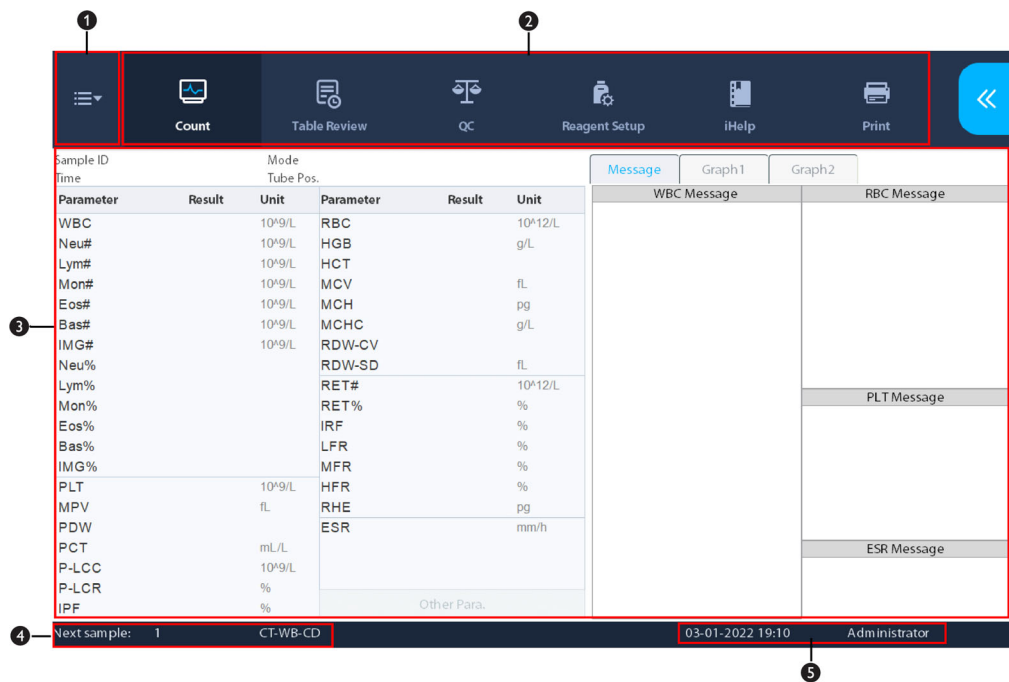 1
2
Count
Table Review
QC
Reagent Setup
iHelp
Print
Sample ID
Mode
Time
Tube Pos.
Message
Graph1
Graph2
Parameter Result Unit Parameter Result Unit
WBC 10^9/L RBC 10^12/L
Neu# 10^9/L HGB g/L
Lym# 10^9/L HCT
Mon# 10^9/L MCV fL
Eos# 10^9/L MCH pg
Bas# 10^9/L MCHC g/L
IMG# 10^9/L RDW-CV
Neu% RDW-SD fL
Lym% RET# 10^12/L
Mon% RET% %
Eos% IRF %
Bas% LFR %
IMG% MFR %
PLT 10^9/L HFR %
MPV fL RHE pg
PDW ESR mm/h
PCT mL/L
P-LCC 10^9/L
P-LCR %
IPF %
Other Para.
WBC Message
RBC Message
PLT Message
ESR Message
3
4
Next sample: 1 CT-WB-CD
03-01-2022 19:10 Administrator
5